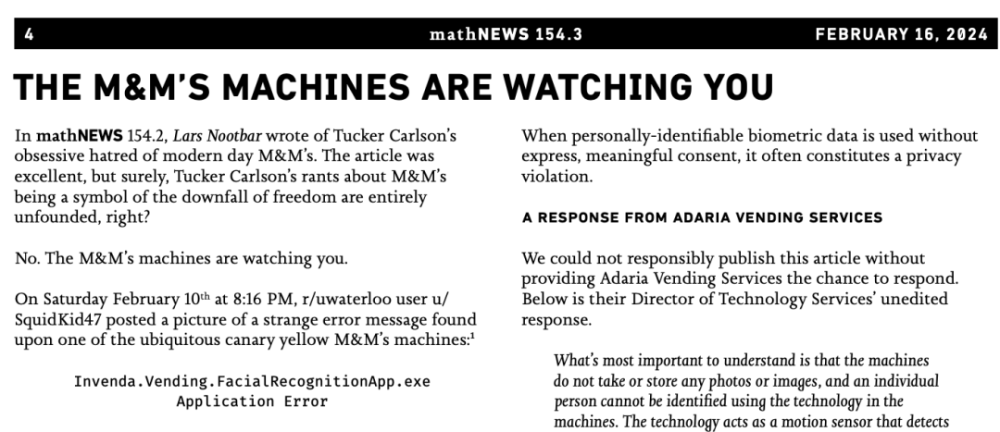 4 mathNEWS 154.3 FEBRUARY 16, 2024
THE M&M'S MACHINES ARE WATCHING YOU
In mathNEWS 154.2, Lars Nootbar wrote of Tucker Carlson's
obsessive hatred of modern day M&M's. The article was
excellent, but surely, Tucker Carlson's rants about M&M's
being a symbol of the downfall of freedom are entirely
unfounded, right?
No. The M&M's machines are watching you.
On Saturday February 10th at 8:16 PM, r/uwaterloo user u/
SquidKid47 posted a picture of a strange error message found
upon one of the ubiquitous canary yellow M&M's machines:¹
Invenda.Vending.FacialRecognitionApp.exe
Application Error
When personally-identifiable biometric data is used without
express, meaningful consent, it often constitutes a privacy
violation.
A RESPONSE FROM ADARIA VENDING SERVICES
We could not responsibly publish this article without
providing Adaria Vending Services the chance to respond.
Below is their Director of Technology Services' unedited
response.
What's most important to understand is that the machines
do not take or store any photos or images, and an individual
person cannot be identified using the technology in the
machines. The technology acts as a motion sensor that detects